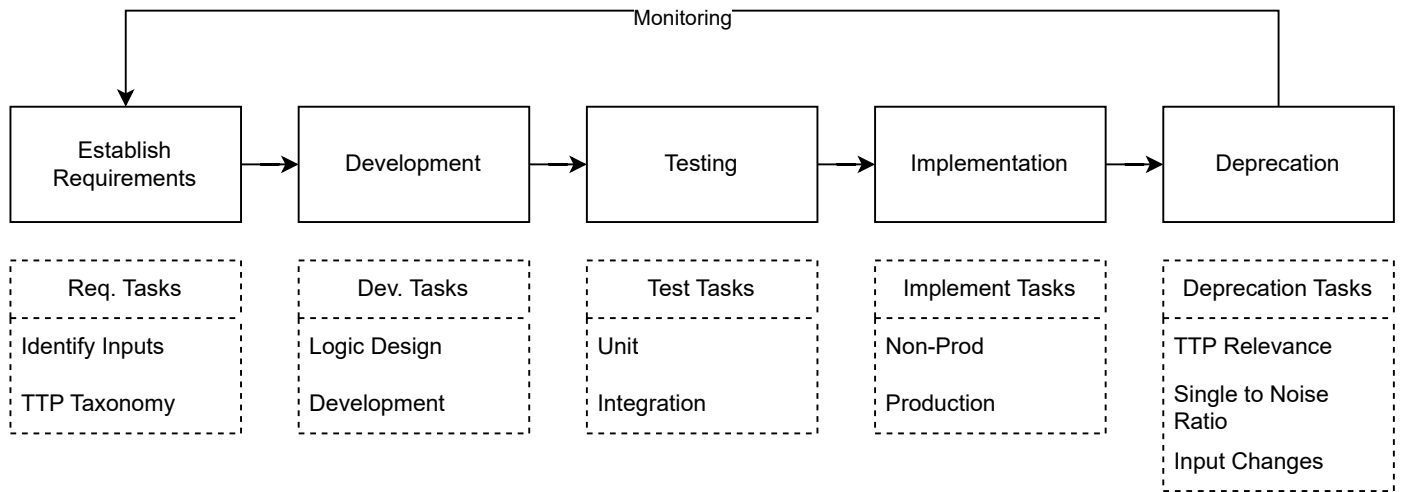 Monitoring
Establish
Requirements
Development
Testing
Implementation
Deprecation
Req. Tasks
Identify Inputs
TTP Taxonomy
Dev. Tasks
Logic Design
Development
Test Tasks
Unit
Integration
Implement Tasks
Non-Prod
Production
Deprecation Tasks
TTP Relevance
Single to Noise
Ratio
Input Changes